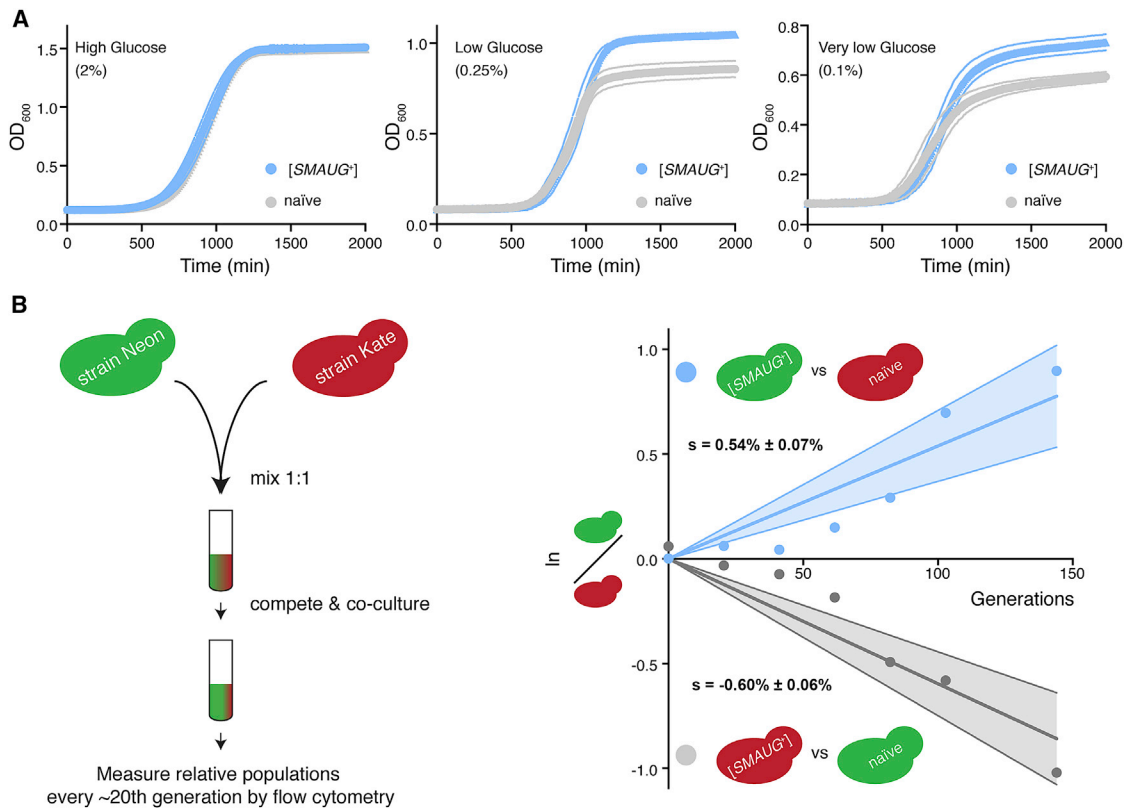 A
High Glucose
(2%)
OD600
1.5
1.0
0.5
0.0
0
500
1000
1500
2000
Time (min)
[SMAUG+]
naïve
Low Glucose
(0.25%)
OD600
1.0
0.5
0.0
0
500
1000
1500
2000
Time (min)
[SMAUG+]
naïve
Very low Glucose
(0.1%)
OD600
0.8
0.6
0.4
0.2
0.0
0
500
1000
1500
2000
Time (min)
[SMAUG+]
naïve
B
strain Neon
strain Kate
mix 1:1
compete & co-culture
Measure relative populations
every ~20th generation by flow cytometry
ln
1.0
0.5
0.0
-0.5
-1.0
50
100
150
Generations
[SMAUG+] vs naïve
s = 0.54% ± 0.07%
s = -0.60% ± 0.06%
[SMAUG+] vs naïve